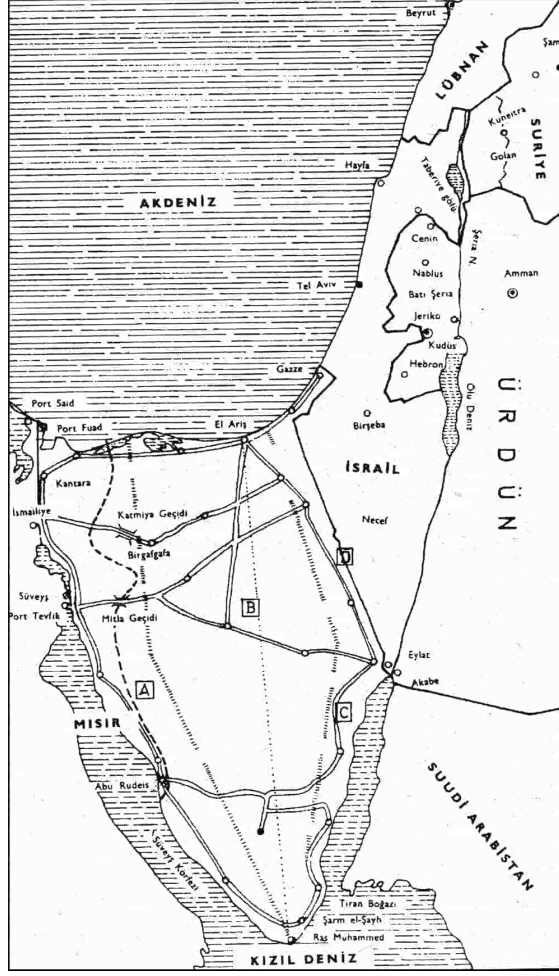 Beyrut
LÜBNAN
Şam
Kuneitra
Golan
SURİYE
Hayfa
Taberiye gölü
AKDENİZ
Cenin
Şeria N.
Nablus
Amman
Batı Şeria
Tel Aviv
Jeriko
Kudüs
Hebron
Gazze
Ölü Deniz
ÜRDÜN
Port Said
Port Fuad
El Ariş
Birşeba
İSRAİL
Kantara
İsmailiye
Katmiya Geçidi
Necef
Birgafgafa
D
Süveyş
Port Tevfik
B
Mitla Geçidi
Eylat
Akabe
A
C
MISIR
Abu Rudeis
SUUDİ ARABİSTAN
(Süveyş Körfezi
Tiran Boğazı
Şarm el-Şayh
Ras Muhammed
KIZIL DENİZ